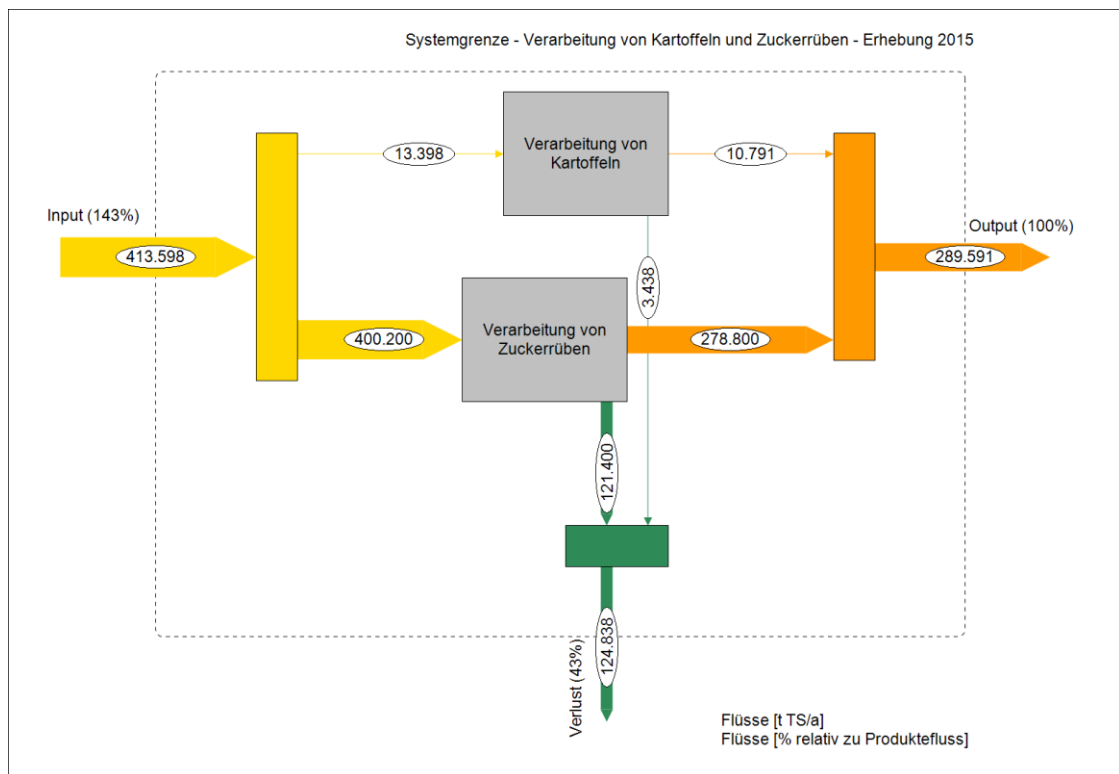 Systemgrenze - Verarbeitung von Kartoffeln und Zuckerrüben - Erhebung 2015
Verarbeitung von
Kartoffeln
13.398
10.791
Input (143%)
413.598
Output (100%)
289.591
3.438
Verarbeitung von
Zuckerrüben
400.200
278.800
121.400
124.838
Verlust (43%)
Flüsse [t TS/a]
Flüsse [% relativ zu Produktefluss]